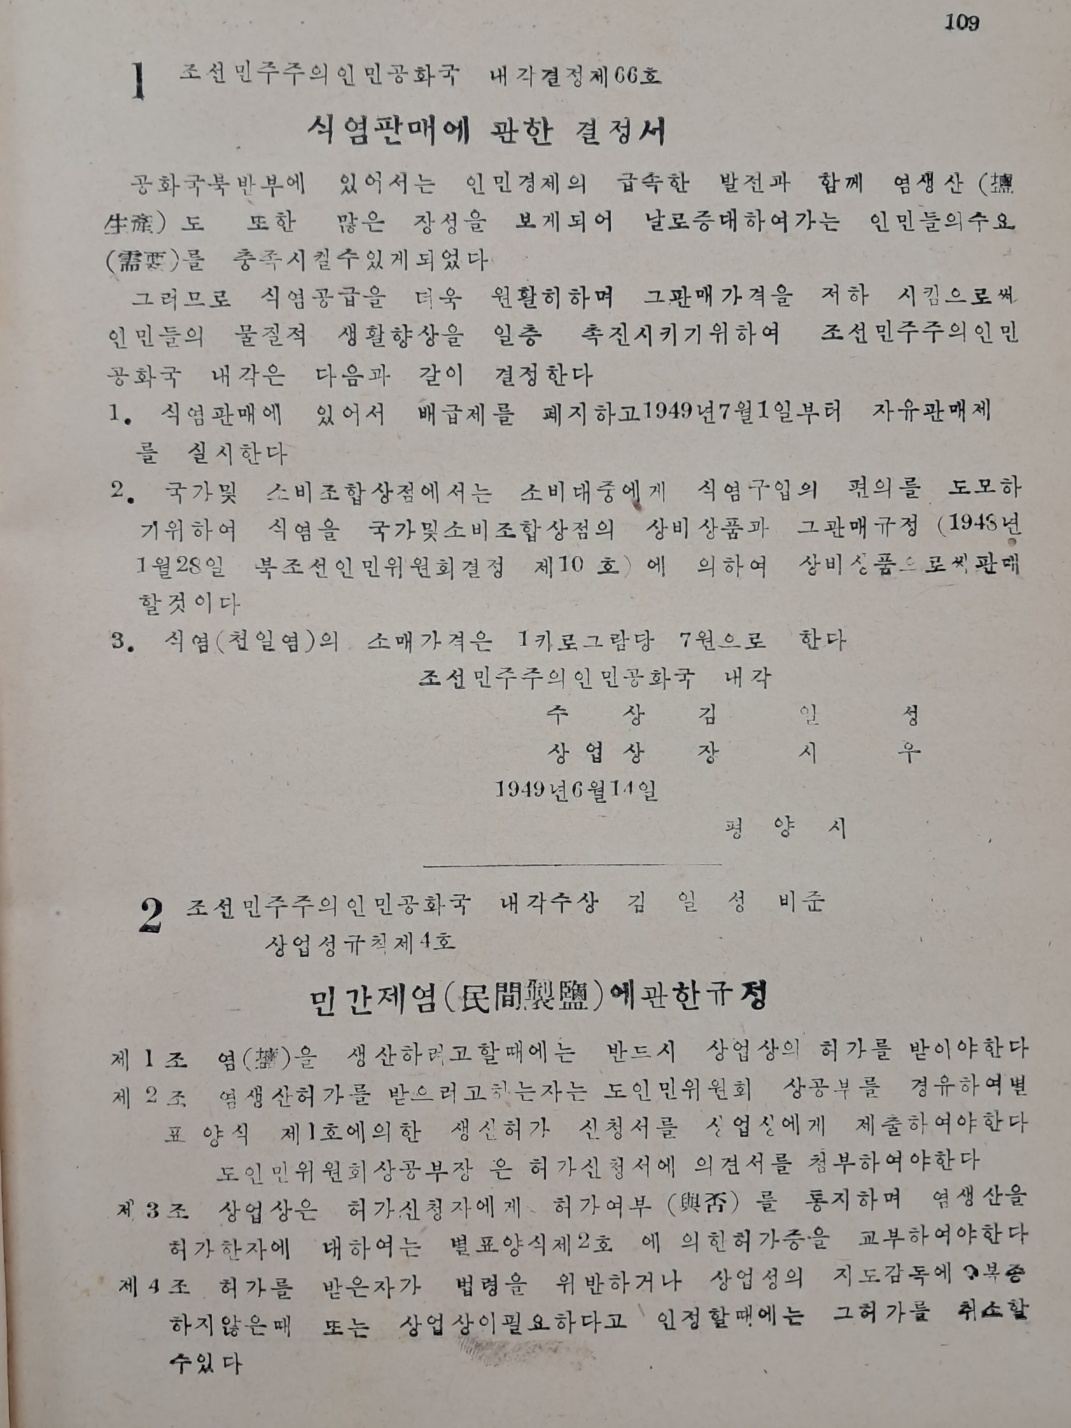 109
1 조선민주주의인민공화국 내각결정제66호
식염판매에 관한 결정서
공화국북반부에 있어서는 인민경제의 급속한 발전과 함께 염생산 (鹽
生産) 도 또한 많은 장성을 보게되어 날로증대하여가는 인민들의수요
(需要)를 충족시킬수있게되었다
그러므로 식염공급을 더욱 원활히하며 그판매가격을 저하 시킴으로써
인민들의 물질적 생활향상을 일층 촉진시키기위하여 조선민주주의인민
공화국 내각은 다음과 같이 결정한다
1. 식염판매에 있어서 배급제를 폐지하고1949년7월1일부터 자유판매제
를 실시한다
2. 국가및 소비조합상점에서는 소비대중에게 식염구입의 편의를 도모하
기위하여 식염을 국가및소비조합상점의 상비상품과 그판매규정 (1948년
1월28일 북조선인민위원회결정 제10 호) 에 의하여 상비상품으로써판매
할것이다
3. 식염(천일염)의 소매가격은 1키로그람당 7원으로 한다
조선민주주의인민공화국 내각
수 상 김 일 성
상 업 상 장 시 우
1949년6월14일
평 양 시
2 조선민주주의인민공화국 내각수상 김 일 성 비준
상업성규칙제4호
민간제염(民間製鹽)에관한규정
제1조 염(鹽)을 생산하려고할때에는 반드시 상업상의 허가를 받아야한다
제2조 염생산허가를 받으려고하는자는 도인민위원회 상공부를 경유하여별
표 양식 제1호에의한 생산허가 신청서를 상업상에게 제출하여야한다
도인민위원회상공부장 은 허가신청서에 의견서를 첨부하여야한다
제3조 상업상은 허가신청자에게 허가여부 (與否) 를 통지하며 염생산을
허가한자에 대하여는 별표양식제2호 에 의한허가증을 교부하여야한다
제4조 허가를 받은자가 법령을 위반하거나 상업성의 지도감독에 복종
하지않은때 또는 상업상이필요하다고 인정할때에는 그허가를 취소할
수있다